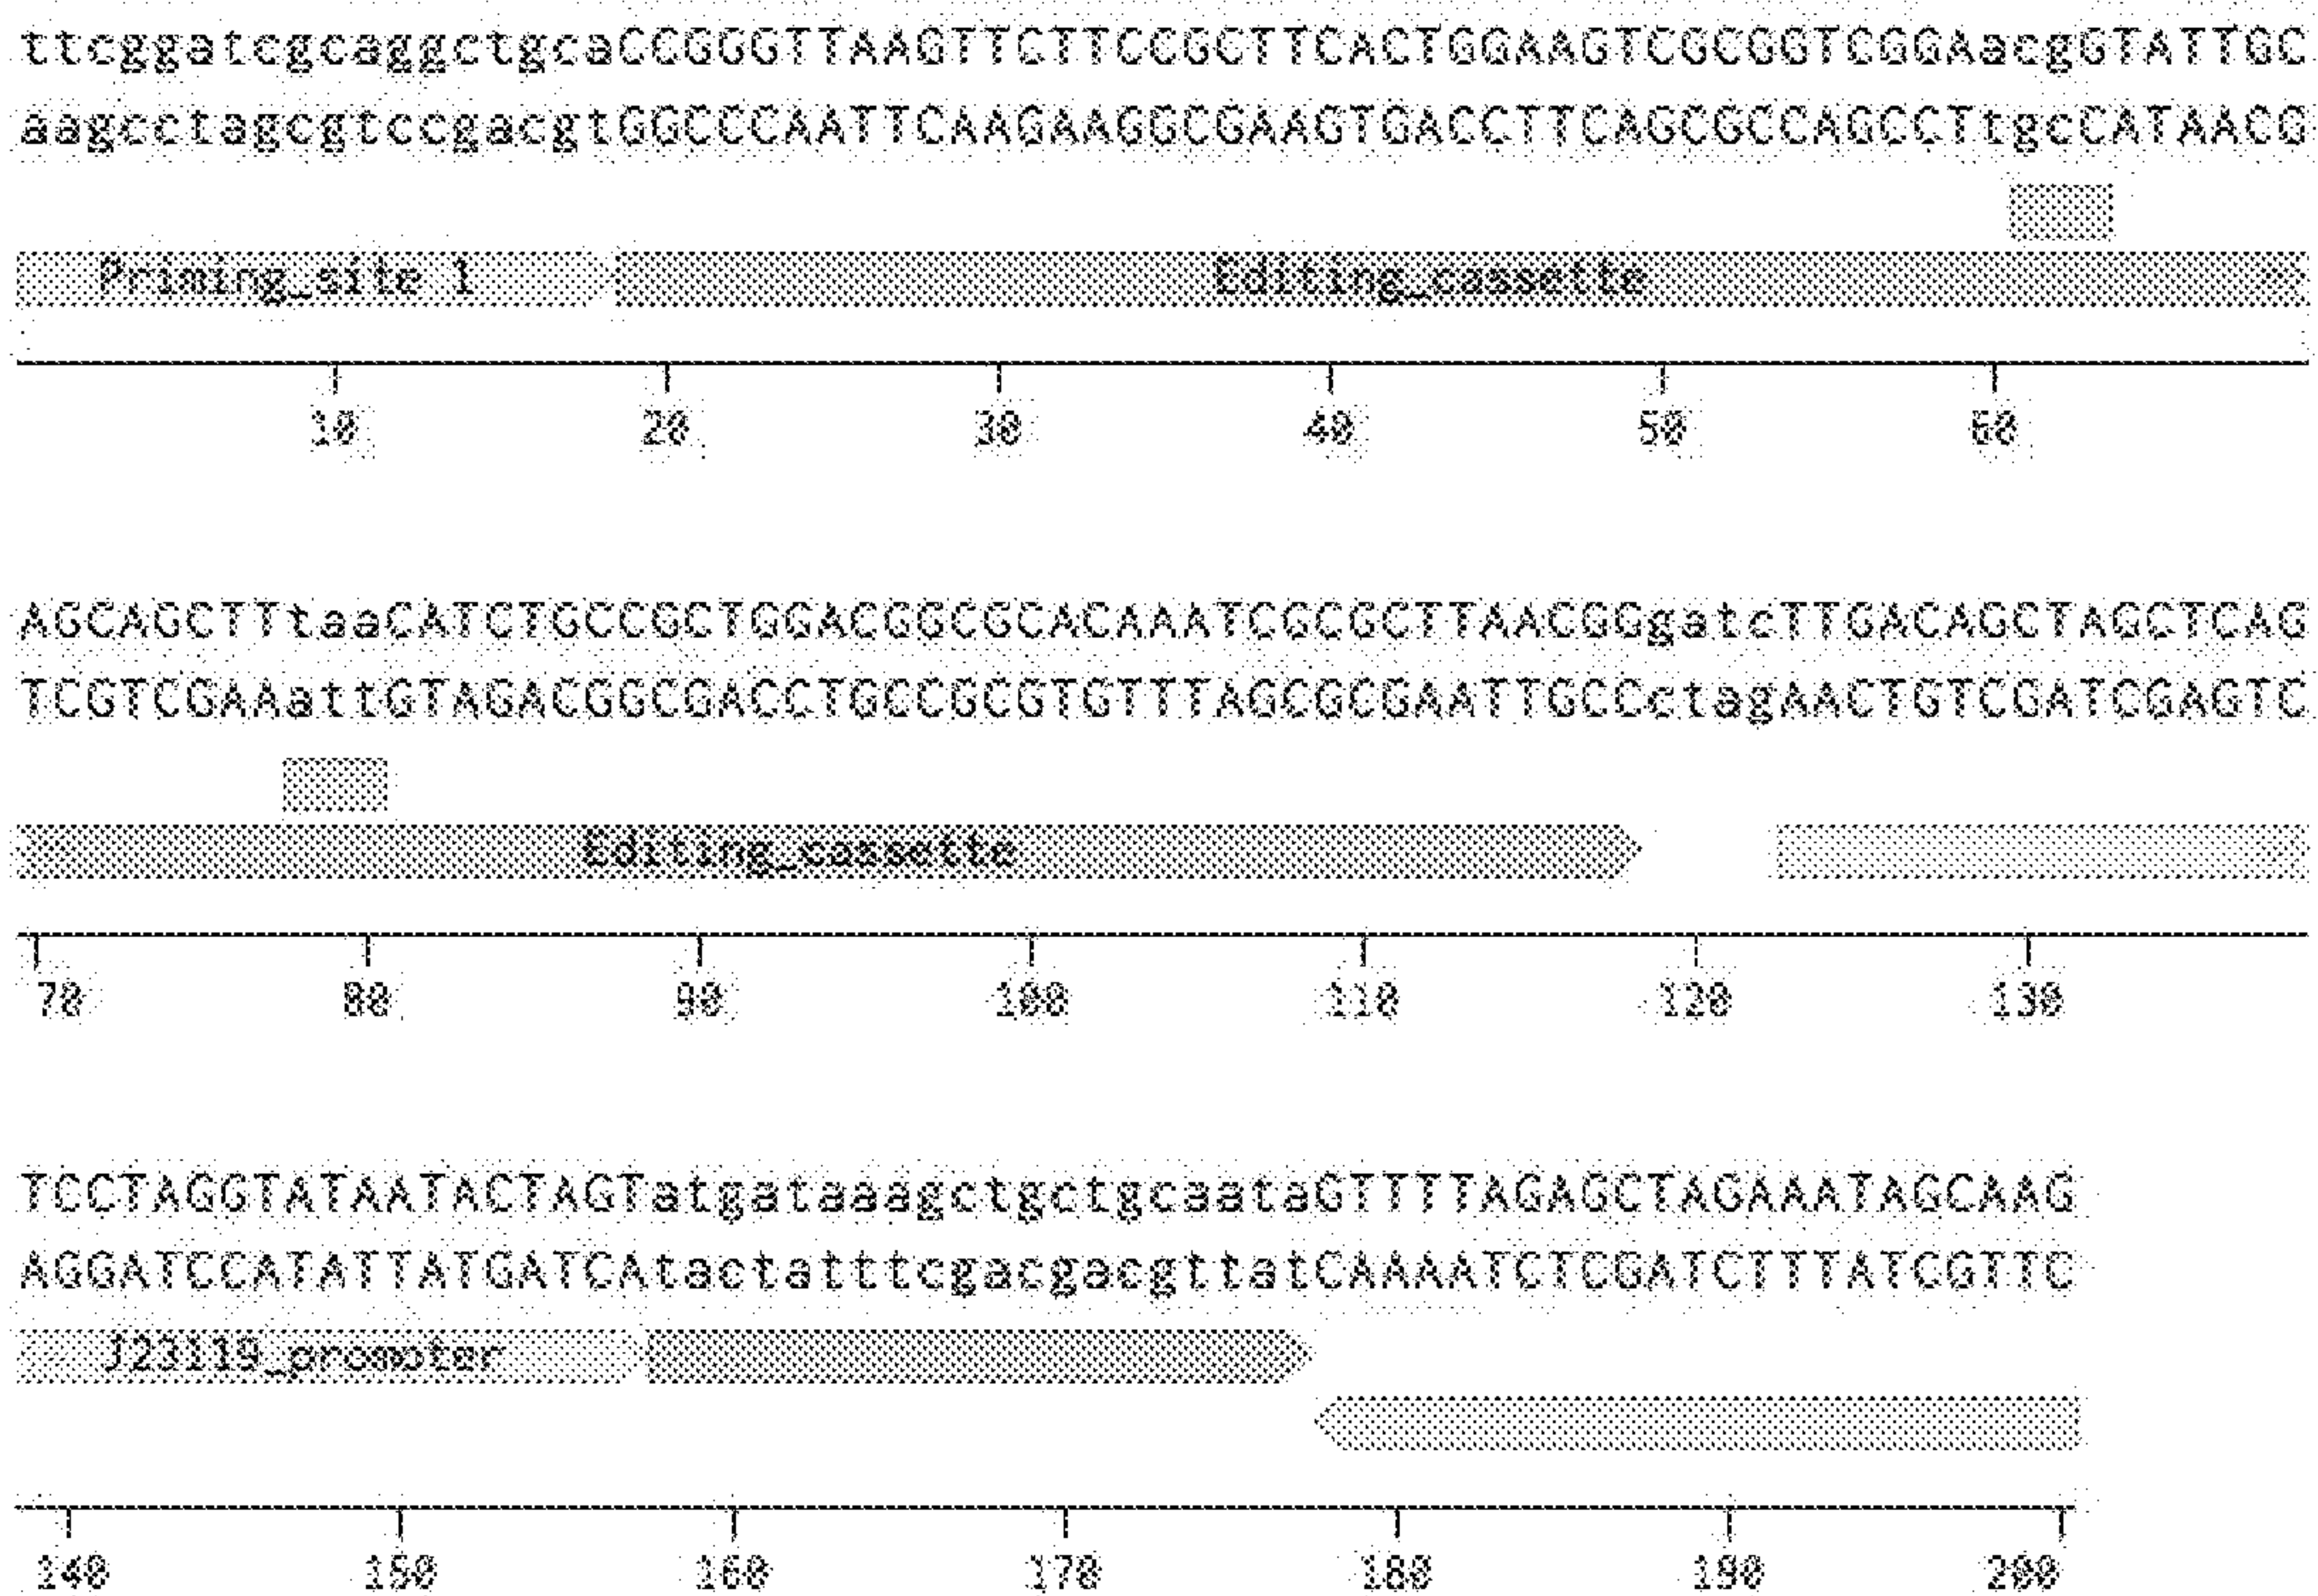 ttcggatcgcaggctgcaCCGGGTTAAGTTCTTCCGCTTCACTGGAAGTCGCGGTCGGAacgGTATTGC
aagcctagcgtccgacgtGGCCCAATTCAAGAAGGCGAAGTGACCTTCAGCGCCAGCCTtgcCATAACG
Priming_site 1 Editing_cassette
10 20 30 40 50 60
AGCAGCTTtaaCATCTGCCGCTGGACGGCGCACAAATCGCGCTTAACGGgatcTTGACAGCTAGCTCAG
TCGTCGAAattGTAGACGGCGACCTGCCGCGTGTTTAGCGCGAATTGCCctagAACTGTCGATCGAGTC
Editing_cassette
70 80 90 100 110 120 130
TCCTAGGTATAATACTAGTatgataaagctgctgcaataGTTTTAGAGCTAGAAATAGCAAG
AGGATCCATATTATGATCAtactatttcgacgacgttatCAAAATCTCGATCTTTATCGTTC
J23119_promoter
140 150 160 170 180 190 200